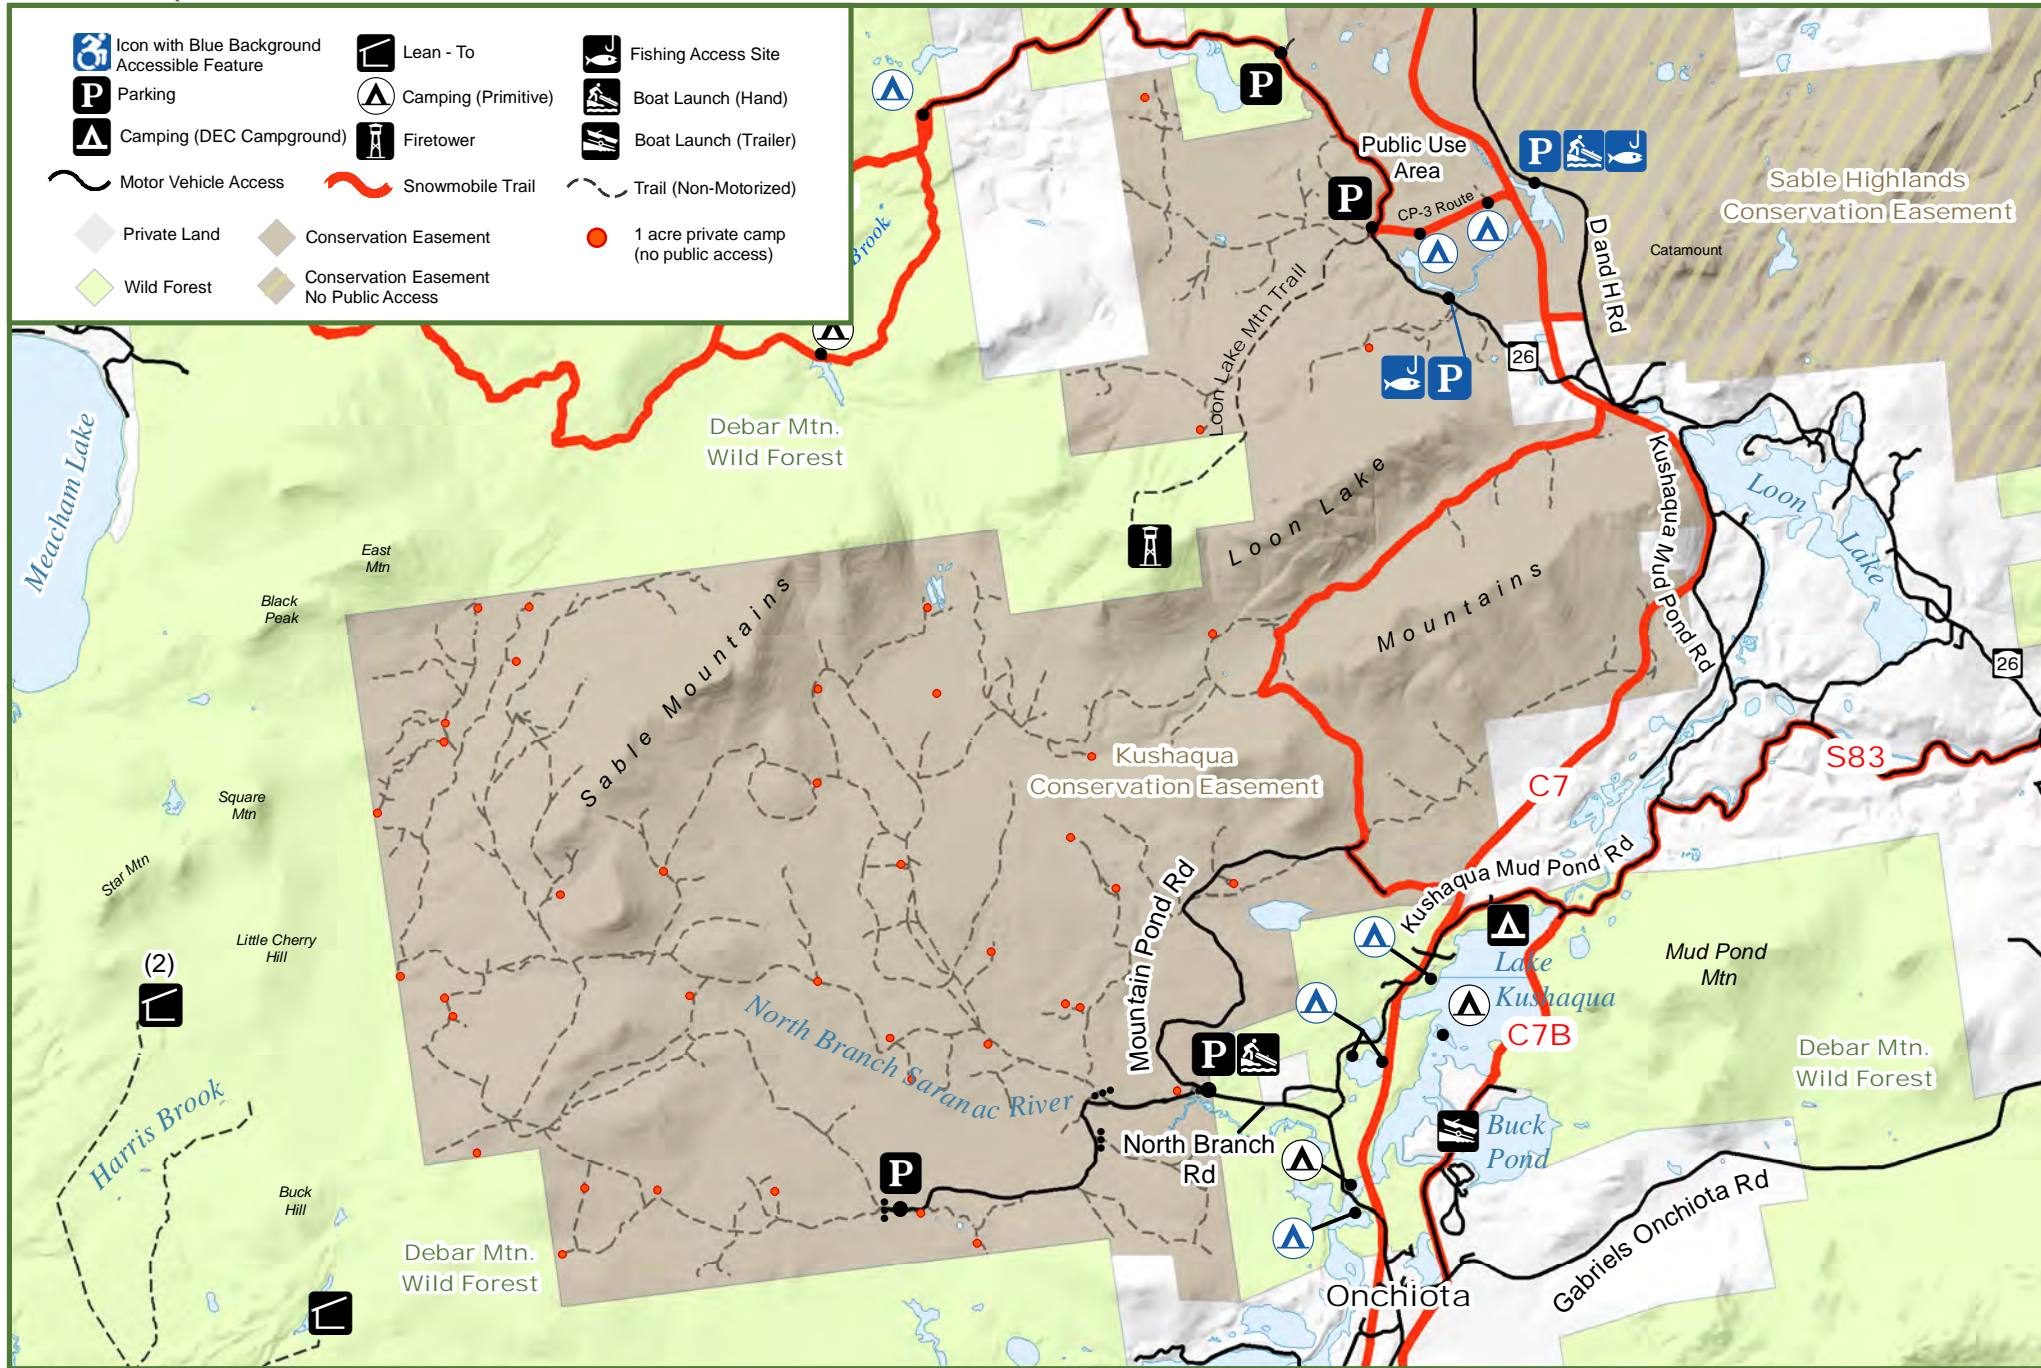 Icon with Blue Background
Accessible Feature
Lean - To
Fishing Access Site
P
Parking
Camping (Primitive)
Boat Launch (Hand)
Camping (DEC Campground)
Firetower
Boat Launch (Trailer)
Motor Vehicle Access
Snowmobile Trail
Trail (Non-Motorized)
Private Land
Conservation Easement
1 acre private camp
(no public access)
Wild Forest
Conservation Easement
No Public Access
Brook
P
Public Use
Area
P
P
CP-3 Route
Sable Highlands
Conservation Easement
Catamount
D and H Rd
Loon Lake Mtn Trail
26
P
Meacham Lake
Debar Mtn.
Wild Forest
Kushaqua Mud Pond Rd
Loon
Lake
Loon Lake
Mountains
East
Mtn
Black
Peak
Sable Mountains
26
Kushaqua
Conservation Easement
S83
C7
Square
Mtn
Star Mtn
Kushaqua Mud Pond Rd
Mountain Pond Rd
Little Cherry
Hill
(2)
Mud Pond
Mtn
Lake
Kushaqua
C7B
North Branch Saranac River
P
Debar Mtn.
Wild Forest
Harris Brook
North Branch
Rd
Buck
Pond
P
Buck
Hill
Gabriels Onchiota Rd
Debar Mtn.
Wild Forest
Onchiota